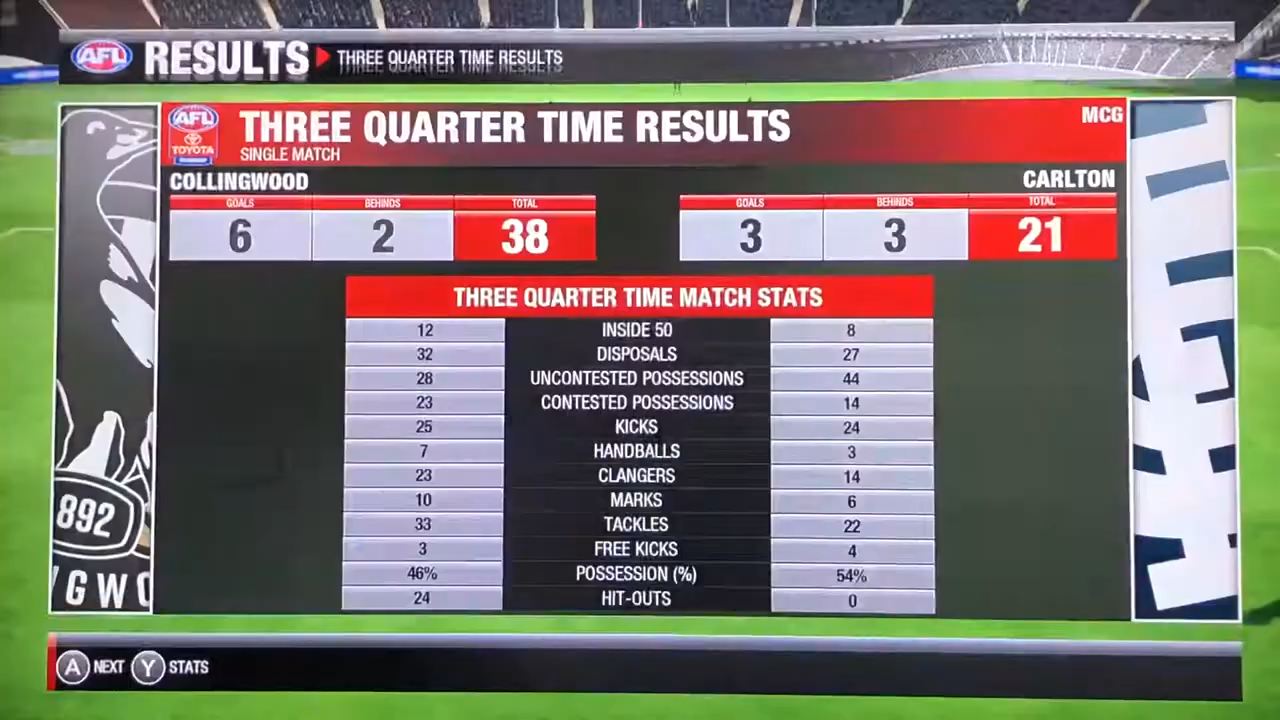 AFL RESULTS THREE QUARTER TIME RESULTS
AFL TOYOTA
THREE QUARTER TIME RESULTS
MCG
SINGLE MATCH
COLLINGWOOD CARLTON
GOALS BEHINDS TOTAL GOALS BEHINDS TOTAL
6 2 38 3 3 21
THREE QUARTER TIME MATCH STATS
12 INSIDE 50 8
32 DISPOSALS 27
28 UNCONTESTED POSSESSIONS 44
23 CONTESTED POSSESSIONS 14
25 KICKS 24
7 HANDBALLS 3
23 CLANGERS 14
10 MARKS 6
33 TACKLES 22
3 FREE KICKS 4
46% POSSESSION (%) 54%
24 HIT-OUTS 0
892
NGWO
A NEXT Y STATS